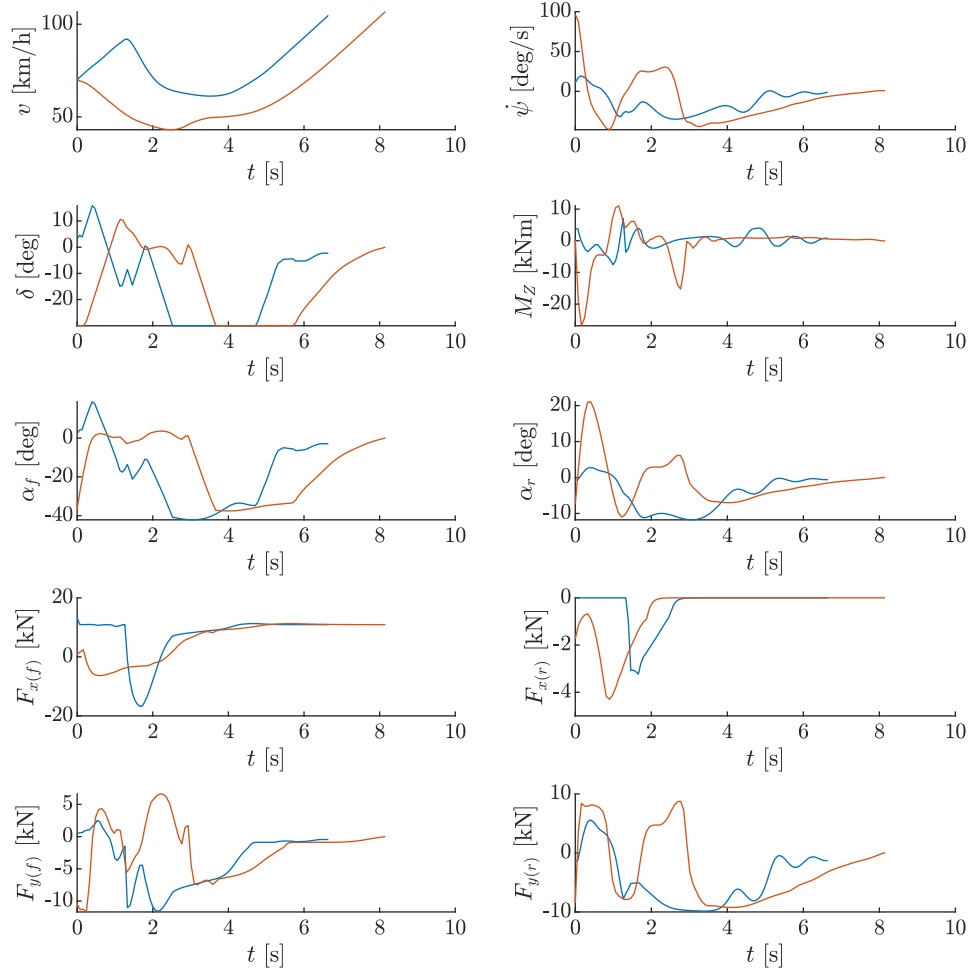 v [km/h]
100
50
0 2 4 6 8 10
t [s]
ψ̇ [deg/s]
100
50
0
0 2 4 6 8 10
t [s]
δ [deg]
10
0
-10
-20
0 2 4 6 8 10
t [s]
M_Z [kNm]
10
0
-10
-20
0 2 4 6 8 10
t [s]
α_f [deg]
0
-20
-40
0 2 4 6 8 10
t [s]
α_r [deg]
20
10
0
-10
0 2 4 6 8 10
t [s]
F_x(f) [kN]
20
0
-20
0 2 4 6 8 10
t [s]
F_x(r) [kN]
0
-2
-4
0 2 4 6 8 10
t [s]
F_y(f) [kN]
5
0
-5
-10
0 2 4 6 8 10
t [s]
F_y(r) [kN]
10
0
-10
0 2 4 6 8 10
t [s]